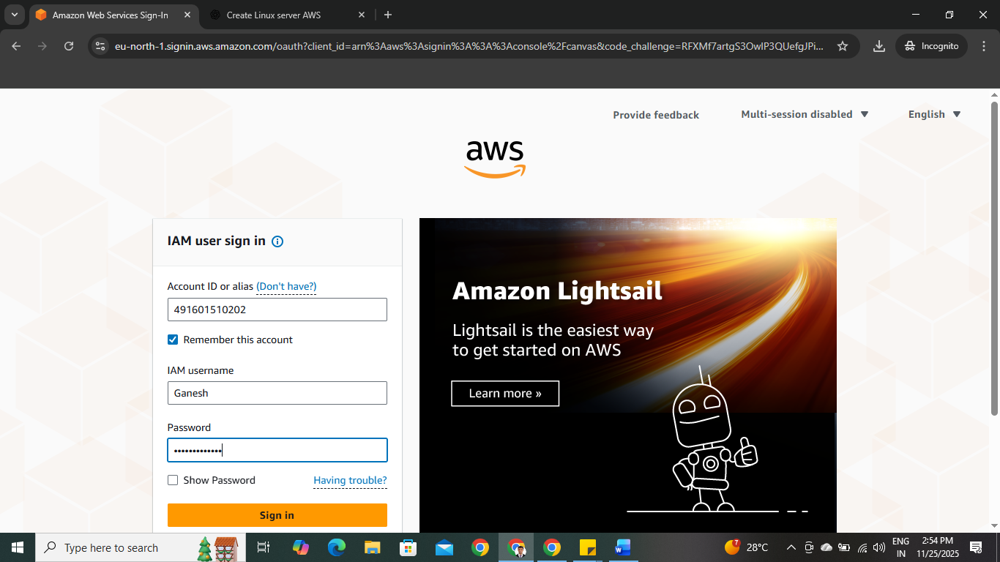 Amazon Web Services Sign-In
Create Linux server AWS
eu-north-1.signin.aws.amazon.com/oauth?client_id=arn%3Aaws%3Asignin%3A%3A%3Aconsole%2Fcanvas&code_challenge=RFXMf7artgS3OwIP3QUefgJPi...
Incognito
Provide feedback
Multi-session disabled
English
aws
IAM user sign in
Account ID or alias (Don't have?)
491601510202
Remember this account
IAM username
Ganesh
Password
•••••••••••••
Show Password
Having trouble?
Sign in
Amazon Lightsail
Lightsail is the easiest way
to get started on AWS
Learn more »
Type here to search
7
28°C
ENG
IN
2:54 PM
11/25/2025